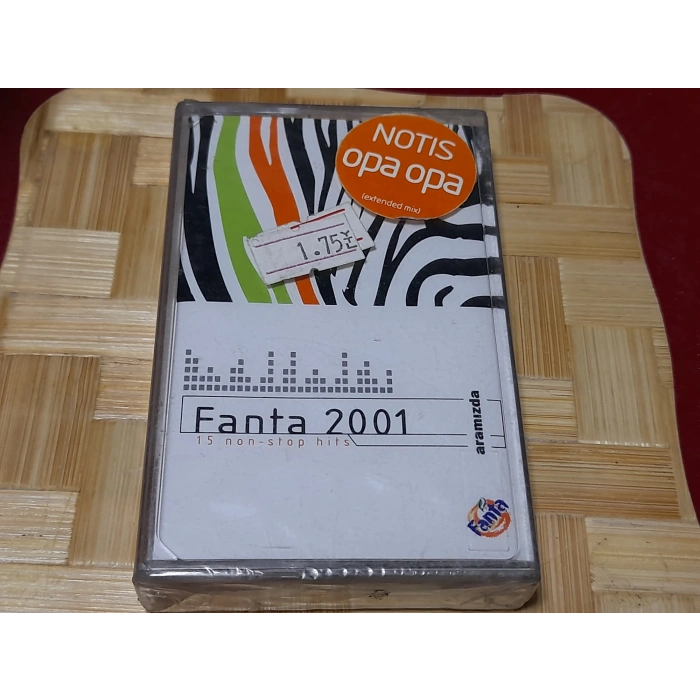 NOTIS
opa opa
(extended mix)
1.75
Fanta 2001
15 non-stop hits
aramızda
Fanta